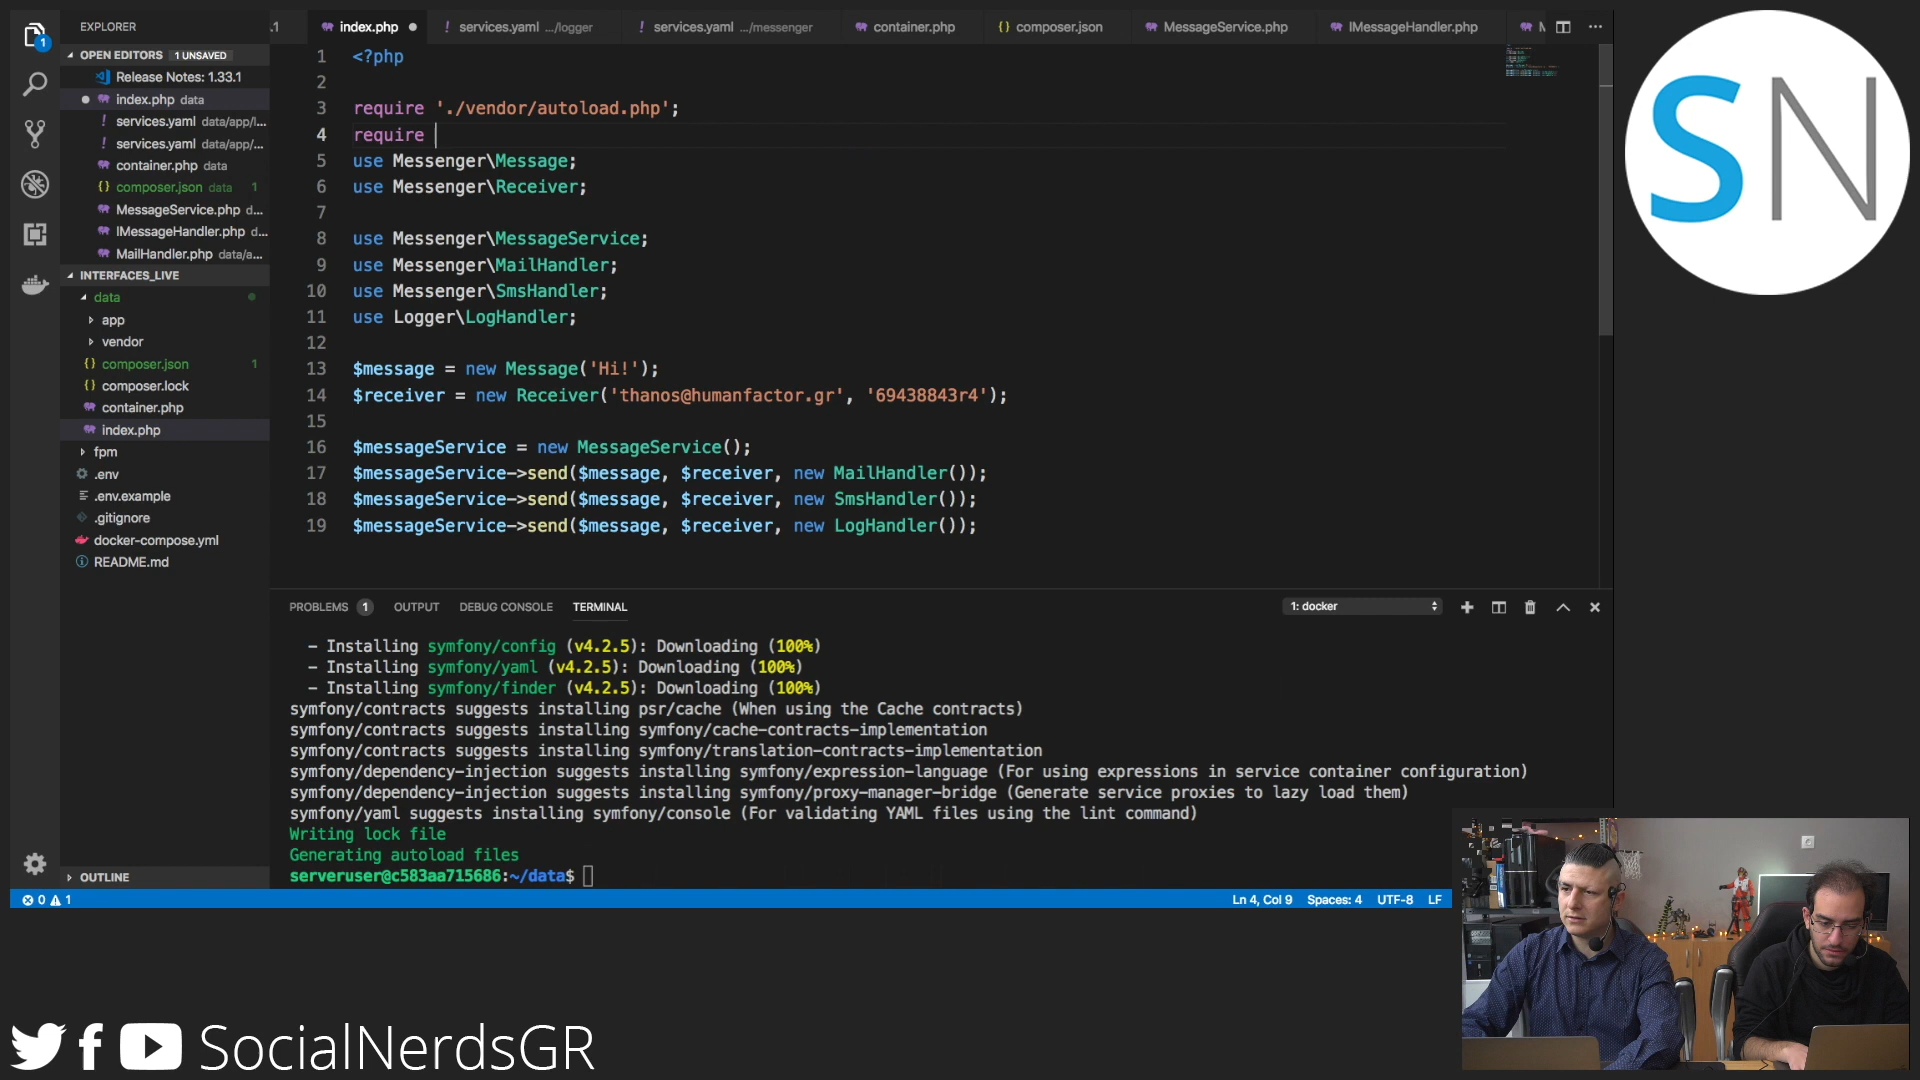 EXPLORER
.1
index.php
! services.yaml .../logger
! services.yaml .../messenger
container.php
{} composer.json
MessageService.php
IMessageHandler.php
1
OPEN EDITORS 1 UNSAVED
Release Notes: 1.33.1
index.php data
! services.yaml data/app/l...
! services.yaml data/app/...
container.php data
{} composer.json data 1
MessageService.php d...
IMessageHandler.php d...
MailHandler.php data/a...
INTERFACES_LIVE
data
app
vendor
{} composer.json 1
{} composer.lock
container.php
index.php
fpm
.env
.env.example
.gitignore
docker-compose.yml
README.md
OUTLINE
1 <?php
2
3 require './vendor/autoload.php';
4 require
5 use Messenger\Message;
6 use Messenger\Receiver;
7
8 use Messenger\MessageService;
9 use Messenger\MailHandler;
10 use Messenger\SmsHandler;
11 use Logger\LogHandler;
12
13 $message = new Message('Hi!');
14 $receiver = new Receiver('thanos@humanfactor.gr', '69438843r4');
15
16 $messageService = new MessageService();
17 $messageService->send($message, $receiver, new MailHandler());
18 $messageService->send($message, $receiver, new SmsHandler());
19 $messageService->send($message, $receiver, new LogHandler());
PROBLEMS 1 OUTPUT DEBUG CONSOLE TERMINAL
1: docker
- Installing symfony/config (v4.2.5): Downloading (100%)
- Installing symfony/yaml (v4.2.5): Downloading (100%)
- Installing symfony/finder (v4.2.5): Downloading (100%)
symfony/contracts suggests installing psr/cache (When using the Cache contracts)
symfony/contracts suggests installing symfony/cache-contracts-implementation
symfony/contracts suggests installing symfony/translation-contracts-implementation
symfony/dependency-injection suggests installing symfony/expression-language (For using expressions in service container configuration)
symfony/dependency-injection suggests installing symfony/proxy-manager-bridge (Generate service proxies to lazy load them)
symfony/yaml suggests installing symfony/console (For validating YAML files using the lint command)
Writing lock file
Generating autoload files
serveruser@c583aa715686:~/data$
0 1
Ln 4, Col 9 Spaces: 4 UTF-8 LF
SN
SocialNerdsGR